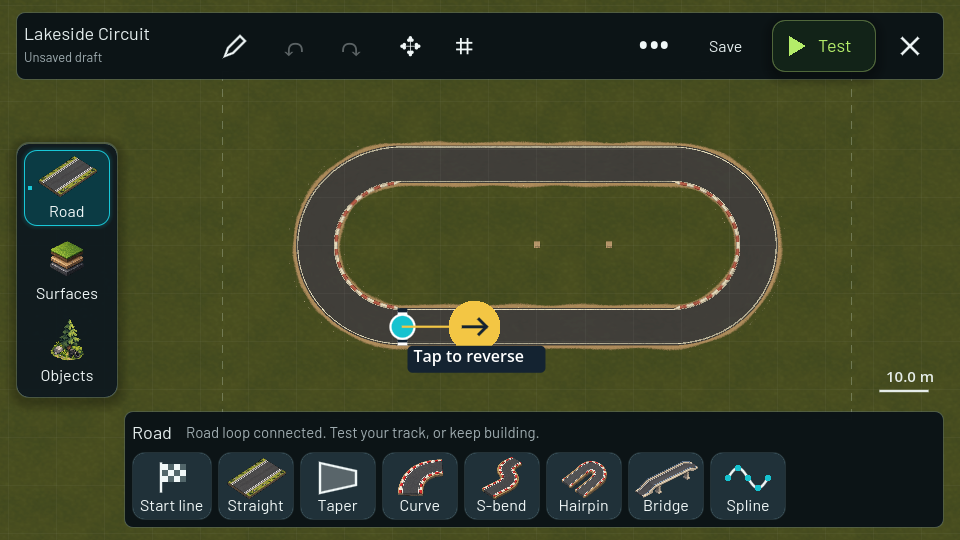 Lakeside Circuit
Unsaved draft
Save
Test
Road
Surfaces
Objects
Tap to reverse
10.0 m
Road
Road loop connected. Test your track, or keep building.
Start line
Straight
Taper
Curve
S-bend
Hairpin
Bridge
Spline